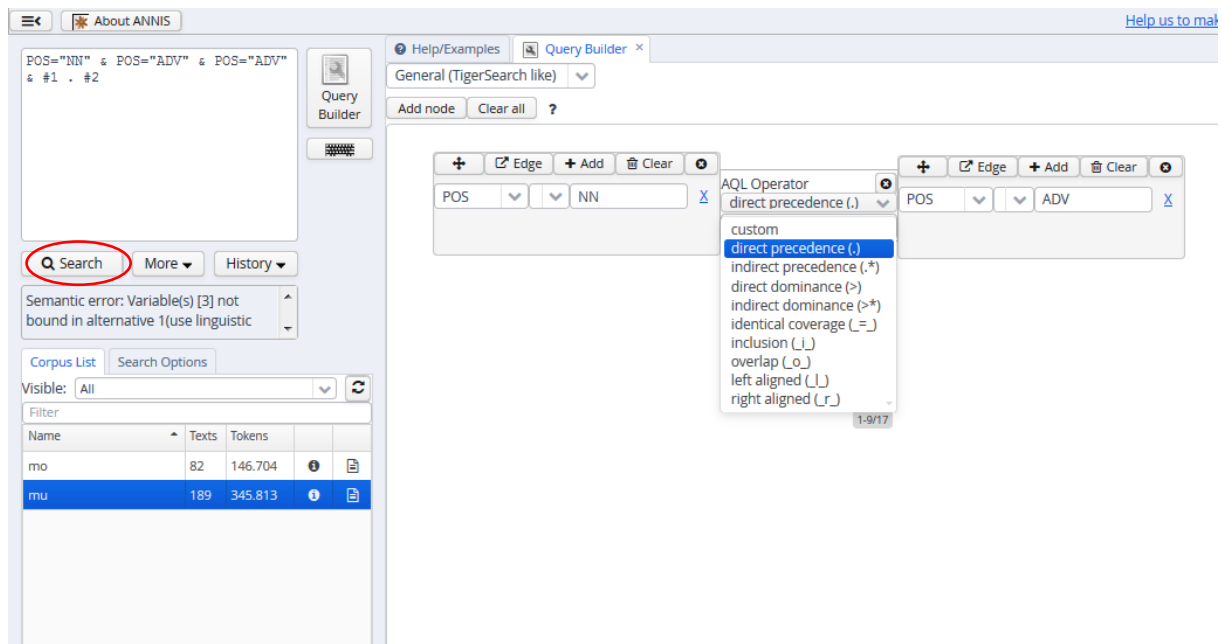 About ANNIS
Help us to mak
POS="NN" & POS="ADV" & POS="ADV"
& #1 . #2
Query
Builder
Search
More
History
Semantic error: Variable(s) [3] not
bound in alternative 1(use linguistic
Corpus List
Search Options
Visible:
All
Filter
Name
Texts
Tokens
mo
82
146.704
mu
189
345.813
Help/Examples
Query Builder
×
General (TigerSearch like)
Add node
Clear all
?
Edge
Add
Clear
POS
NN
X
AQL Operator
direct precedence (.)
custom
direct precedence (.)
indirect precedence (.*)
direct dominance (>)
indirect dominance (>*)
identical coverage (_=_)
inclusion (_i_)
overlap (_o_)
left aligned (_l_)
right aligned (_r_)
1-9/17
Edge
Add
Clear
POS
ADV
X